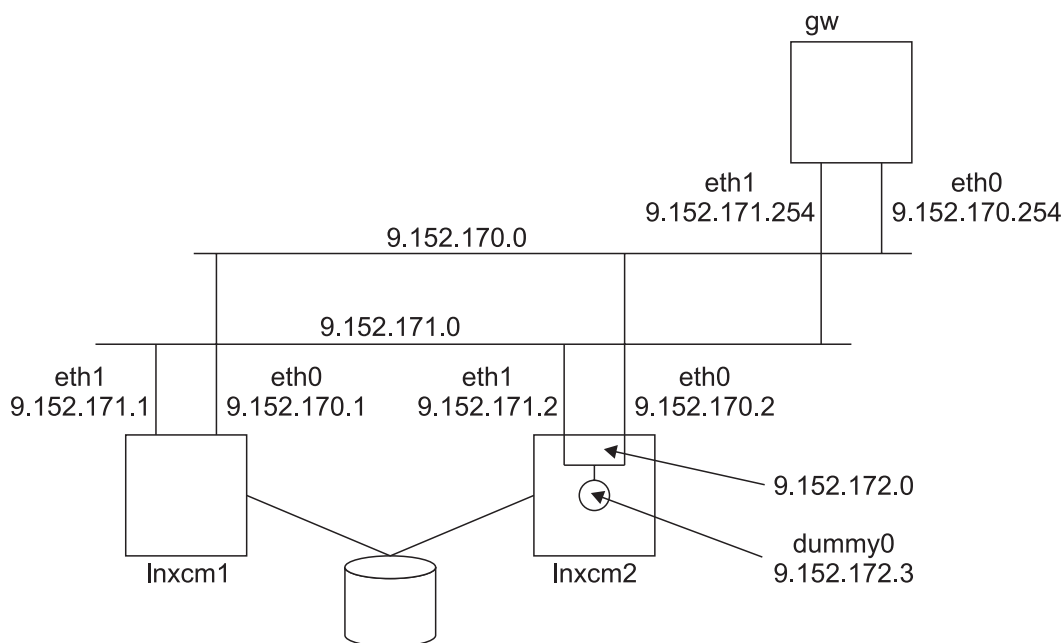 gw
eth1
9.152.171.254
eth0
9.152.170.254
9.152.170.0
9.152.171.0
eth1
9.152.171.1
eth0
9.152.170.1
eth1
9.152.171.2
eth0
9.152.170.2
9.152.172.0
dummy0
9.152.172.3
lnxcm1
lnxcm2